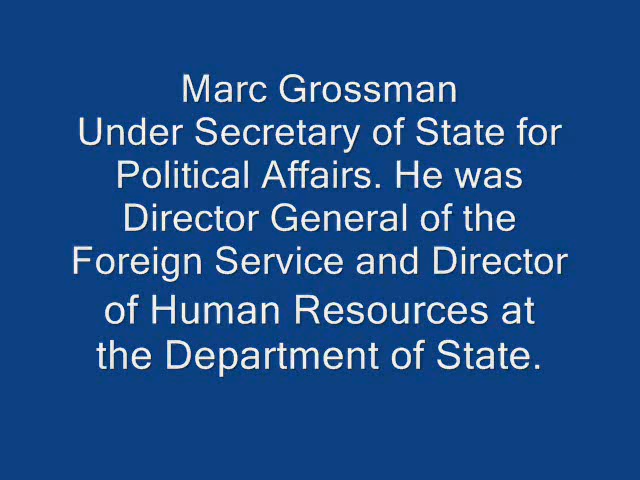 Marc Grossman
Under Secretary of State for
Political Affairs. He was
Director General of the
Foreign Service and Director
of Human Resources at
the Department of State.